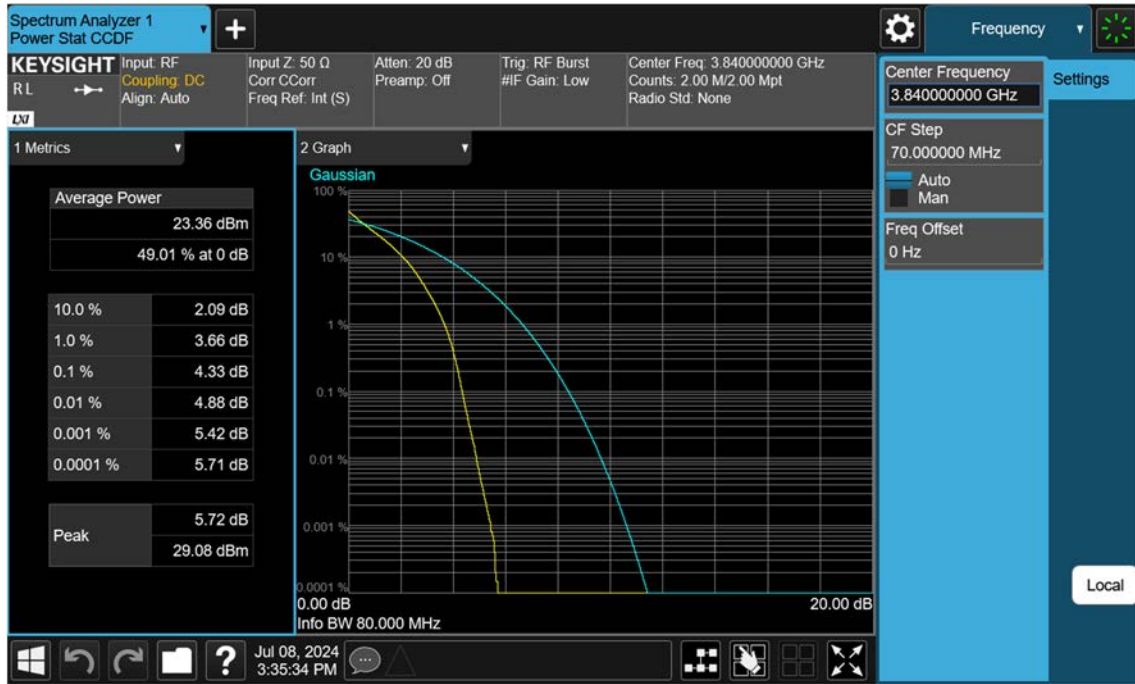 Spectrum Analyzer 1
Power Stat CCDF
+
Frequency
KEYSIGHT
R L
LXI
Input: RF
Coupling: DC
Align: Auto
Input Z: 50 Ω
Corr CCorr
Freq Ref: Int (S)
Atten: 20 dB
Preamp: Off
Trig: RF Burst
#IF Gain: Low
Center Freq: 3.840000000 GHz
Counts: 2.00 M/2.00 Mpt
Radio Std: None
Center Frequency
3.840000000 GHz
Settings
CF Step
70.000000 MHz
Auto
Man
Freq Offset
0 Hz
1 Metrics
Average Power
23.36 dBm
49.01 % at 0 dB
10.0 % 2.09 dB
1.0 % 3.66 dB
0.1 % 4.33 dB
0.01 % 4.88 dB
0.001 % 5.42 dB
0.0001 % 5.71 dB
Peak
5.72 dB
29.08 dBm
2 Graph
Gaussian
100 %
10 %
1 %
0.1 %
0.01 %
0.001 %
0.0001 %
0.00 dB 20.00 dB
Info BW 80.000 MHz
Local
?
Jul 08, 2024
3:35:34 PM